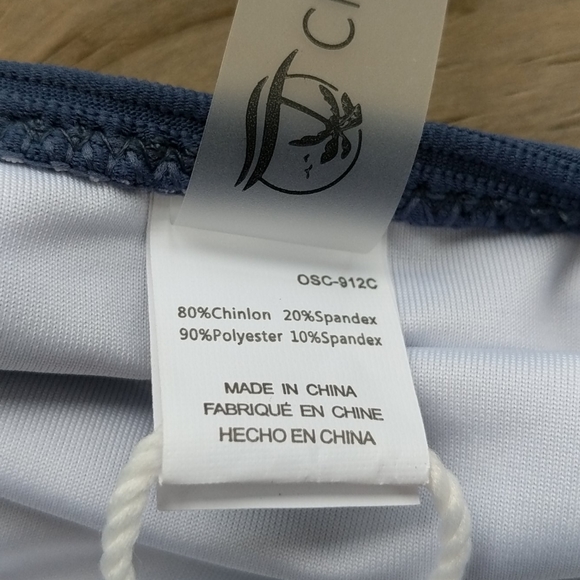 OSC-912C
80%Chinlon 20%Spandex
90%Polyester 10%Spandex
MADE IN CHINA
FABRIQUÉ EN CHINE
HECHO EN CHINA